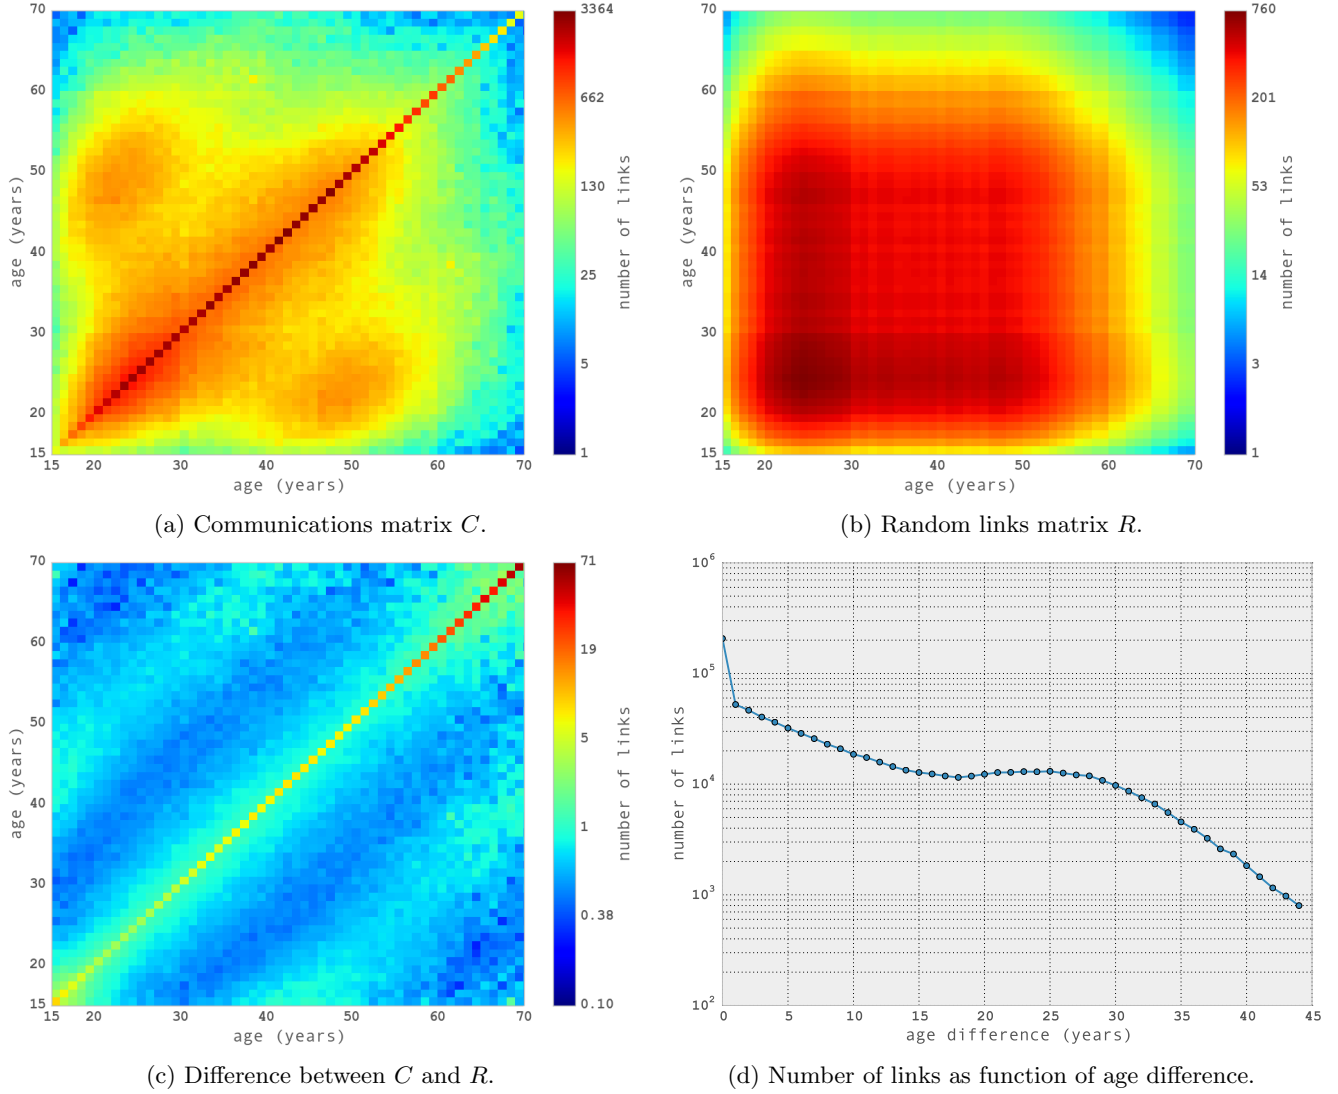 70
60
50
40
30
20
15
15 20 30 40 50 60 70
age (years)
age (years)
3364
662
130
25
5
1
number of links
(a) Communications matrix C.
70
60
50
40
30
20
15
15 20 30 40 50 60 70
age (years)
age (years)
760
201
53
14
3
1
number of links
(b) Random links matrix R.
70
60
50
40
30
20
15
15 20 30 40 50 60 70
age (years)
age (years)
71
19
5
1
0.38
0.10
number of links
(c) Difference between C and R.
10^6
10^5
10^4
10^3
10^2
0 5 10 15 20 25 30 35 40 45
number of links
age difference (years)
(d) Number of links as function of age difference.